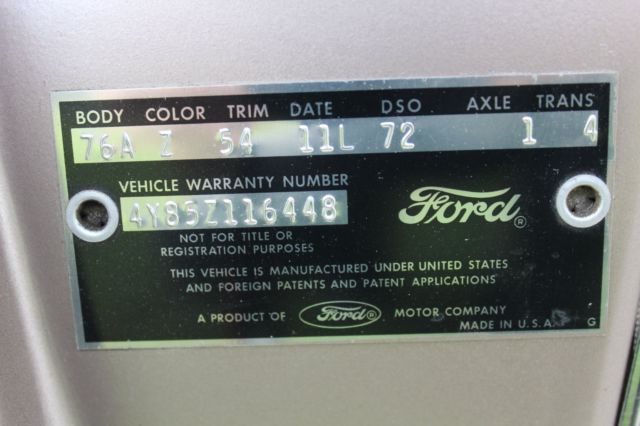 BODY COLOR TRIM DATE DSO AXLE TRANS
76A Z 54 11L 72 1 4
VEHICLE WARRANTY NUMBER
4Y85Z116448
Ford®
NOT FOR TITLE OR
REGISTRATION PURPOSES
THIS VEHICLE IS MANUFACTURED UNDER UNITED STATES
AND FOREIGN PATENTS AND PATENT APPLICATIONS
A PRODUCT OF Ford® MOTOR COMPANY
MADE IN U.S.A. G